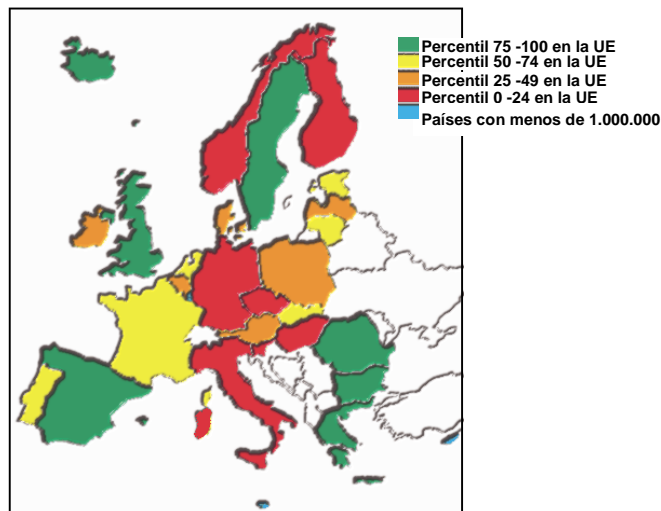 Percentil 75 -100 en la UE
Percentil 50 -74 en la UE
Percentil 25 -49 en la UE
Percentil 0 -24 en la UE
Países con menos de 1.000.000